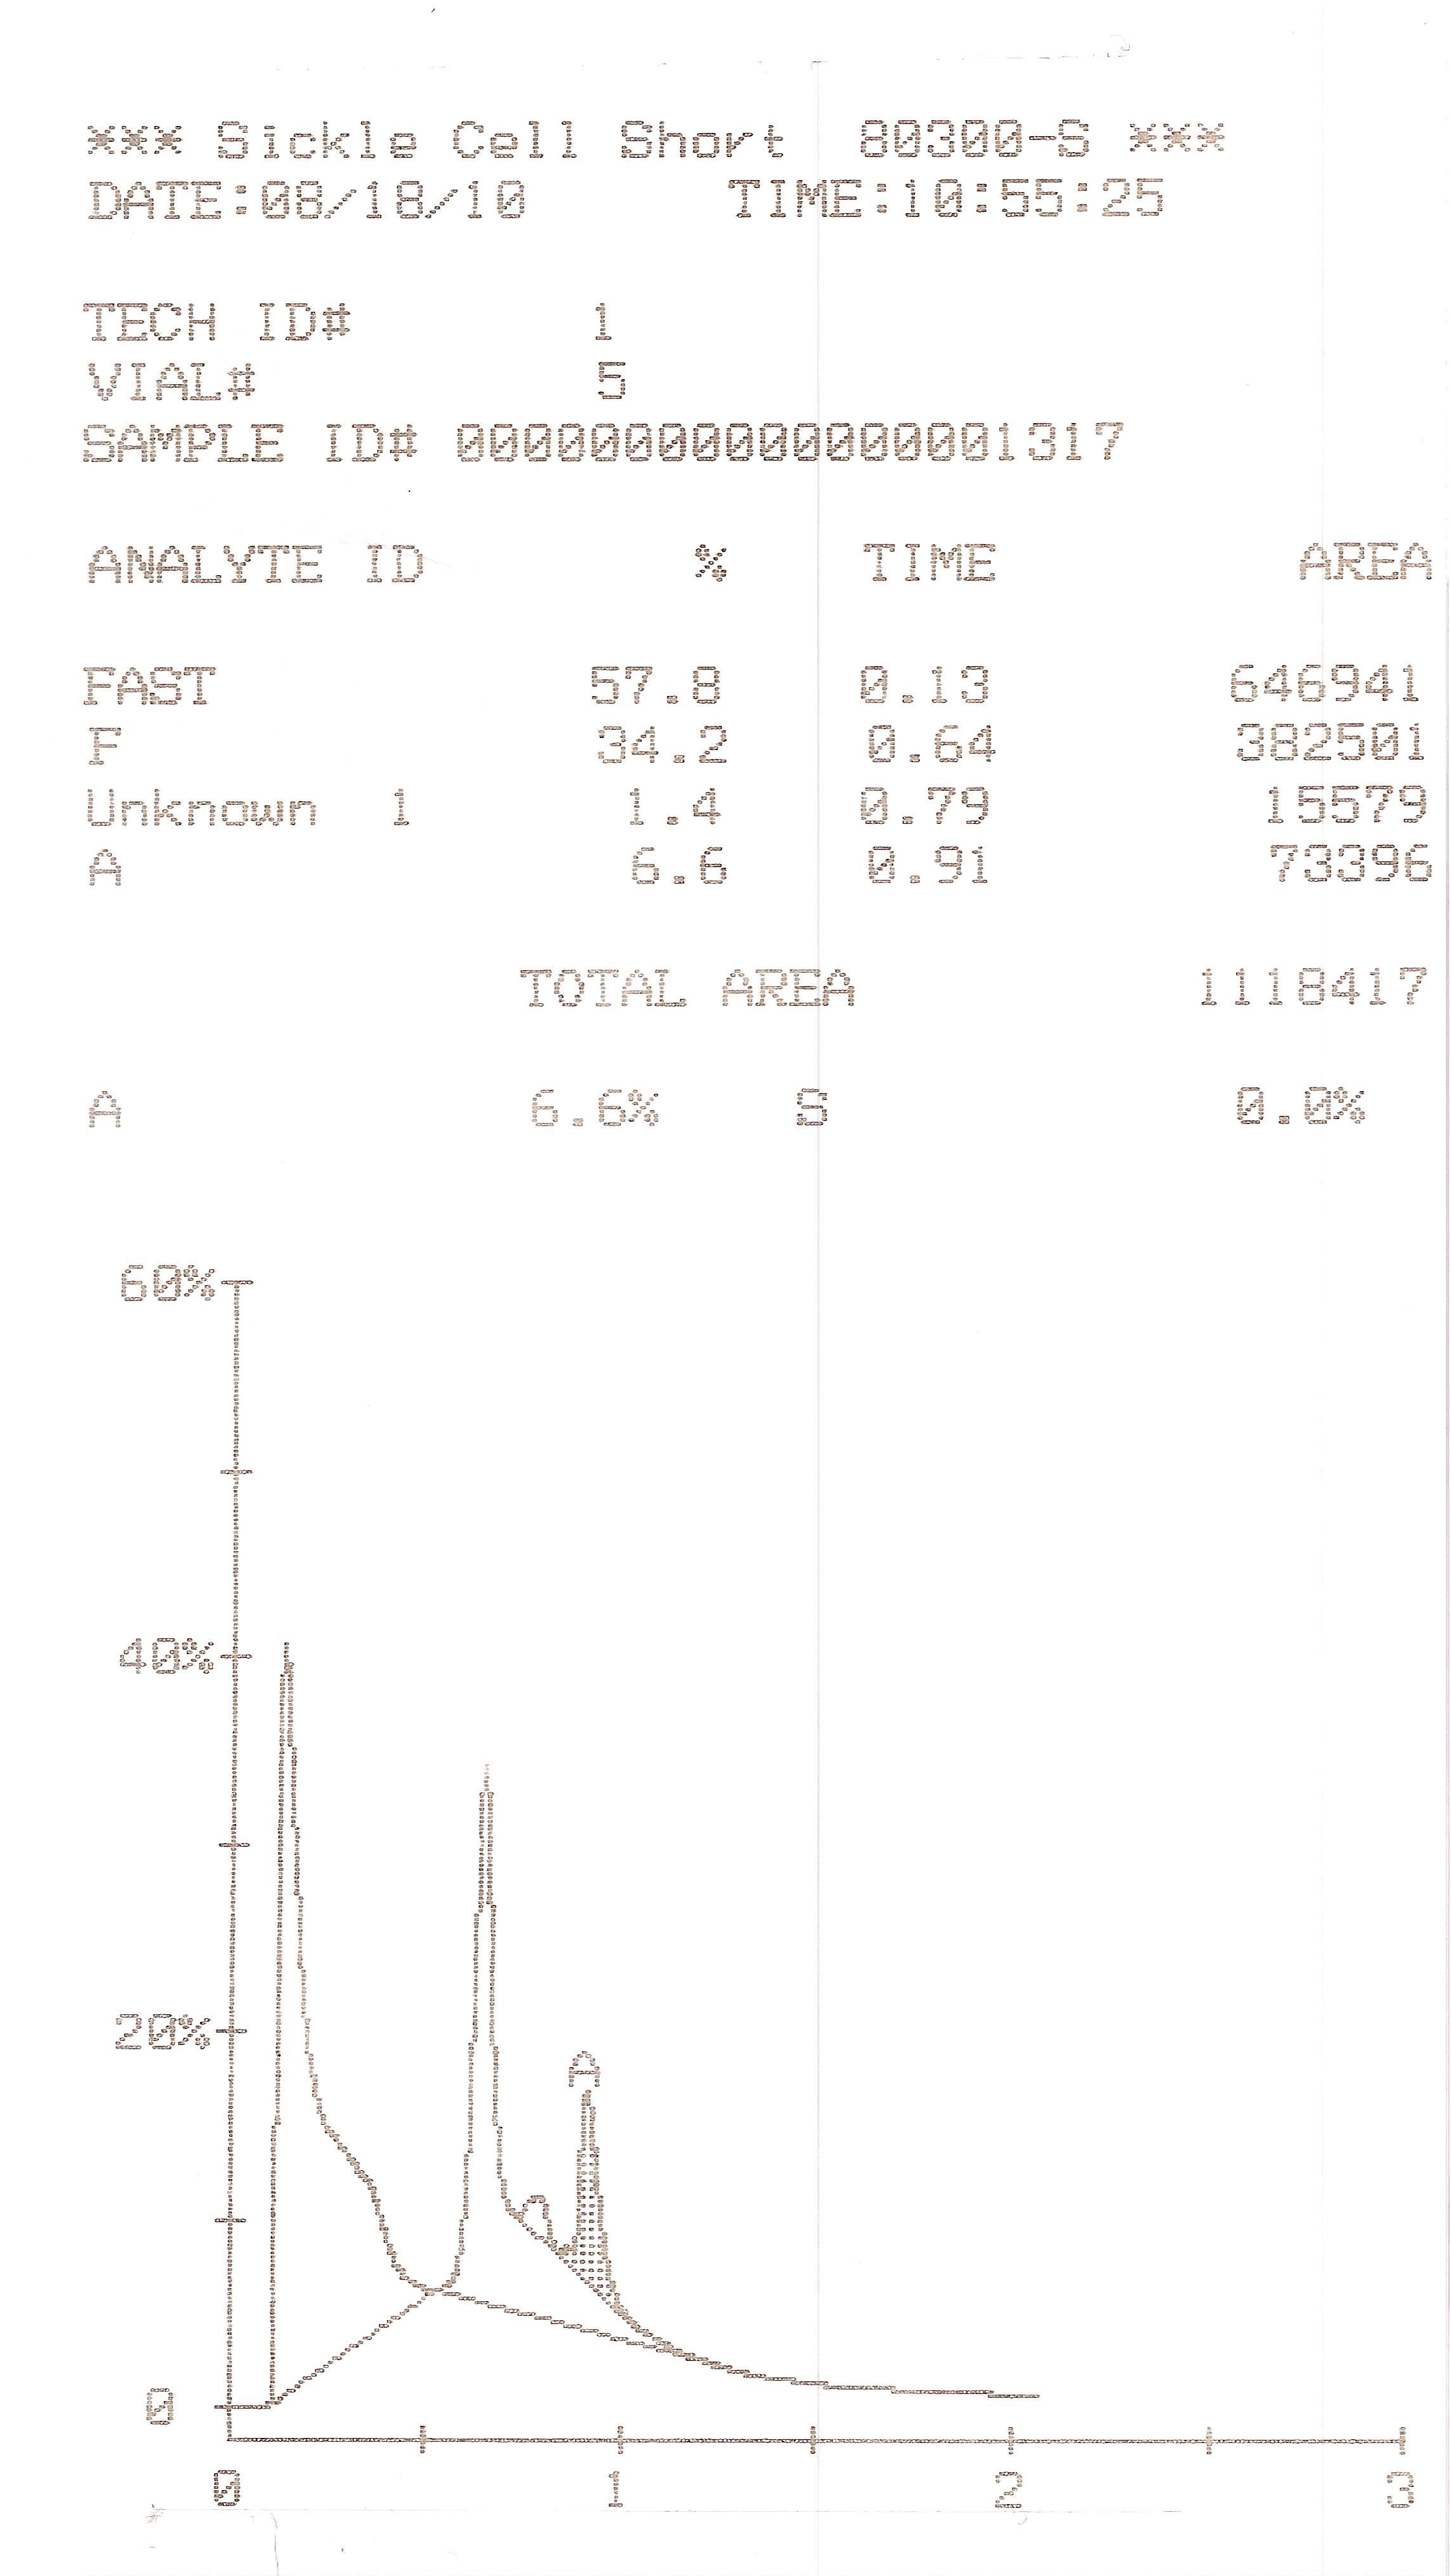 *** Sickle Cell Short 80300-5 ***
DATE:08/18/10 TIME:10:55:25
TECH ID# 1
VIAL# 5
SAMPLE ID# 00000000000000001317
ANALYTE ID % TIME AREA
FAST 57.8 0.13 646941
F 34.2 0.64 382501
Unknown 1 1.4 0.79 15579
A 6.6 0.91 73396
TOTAL AREA 1118417
A 6.6% S 0.0%
60%
40%
20%
A
0
0 1 2 3